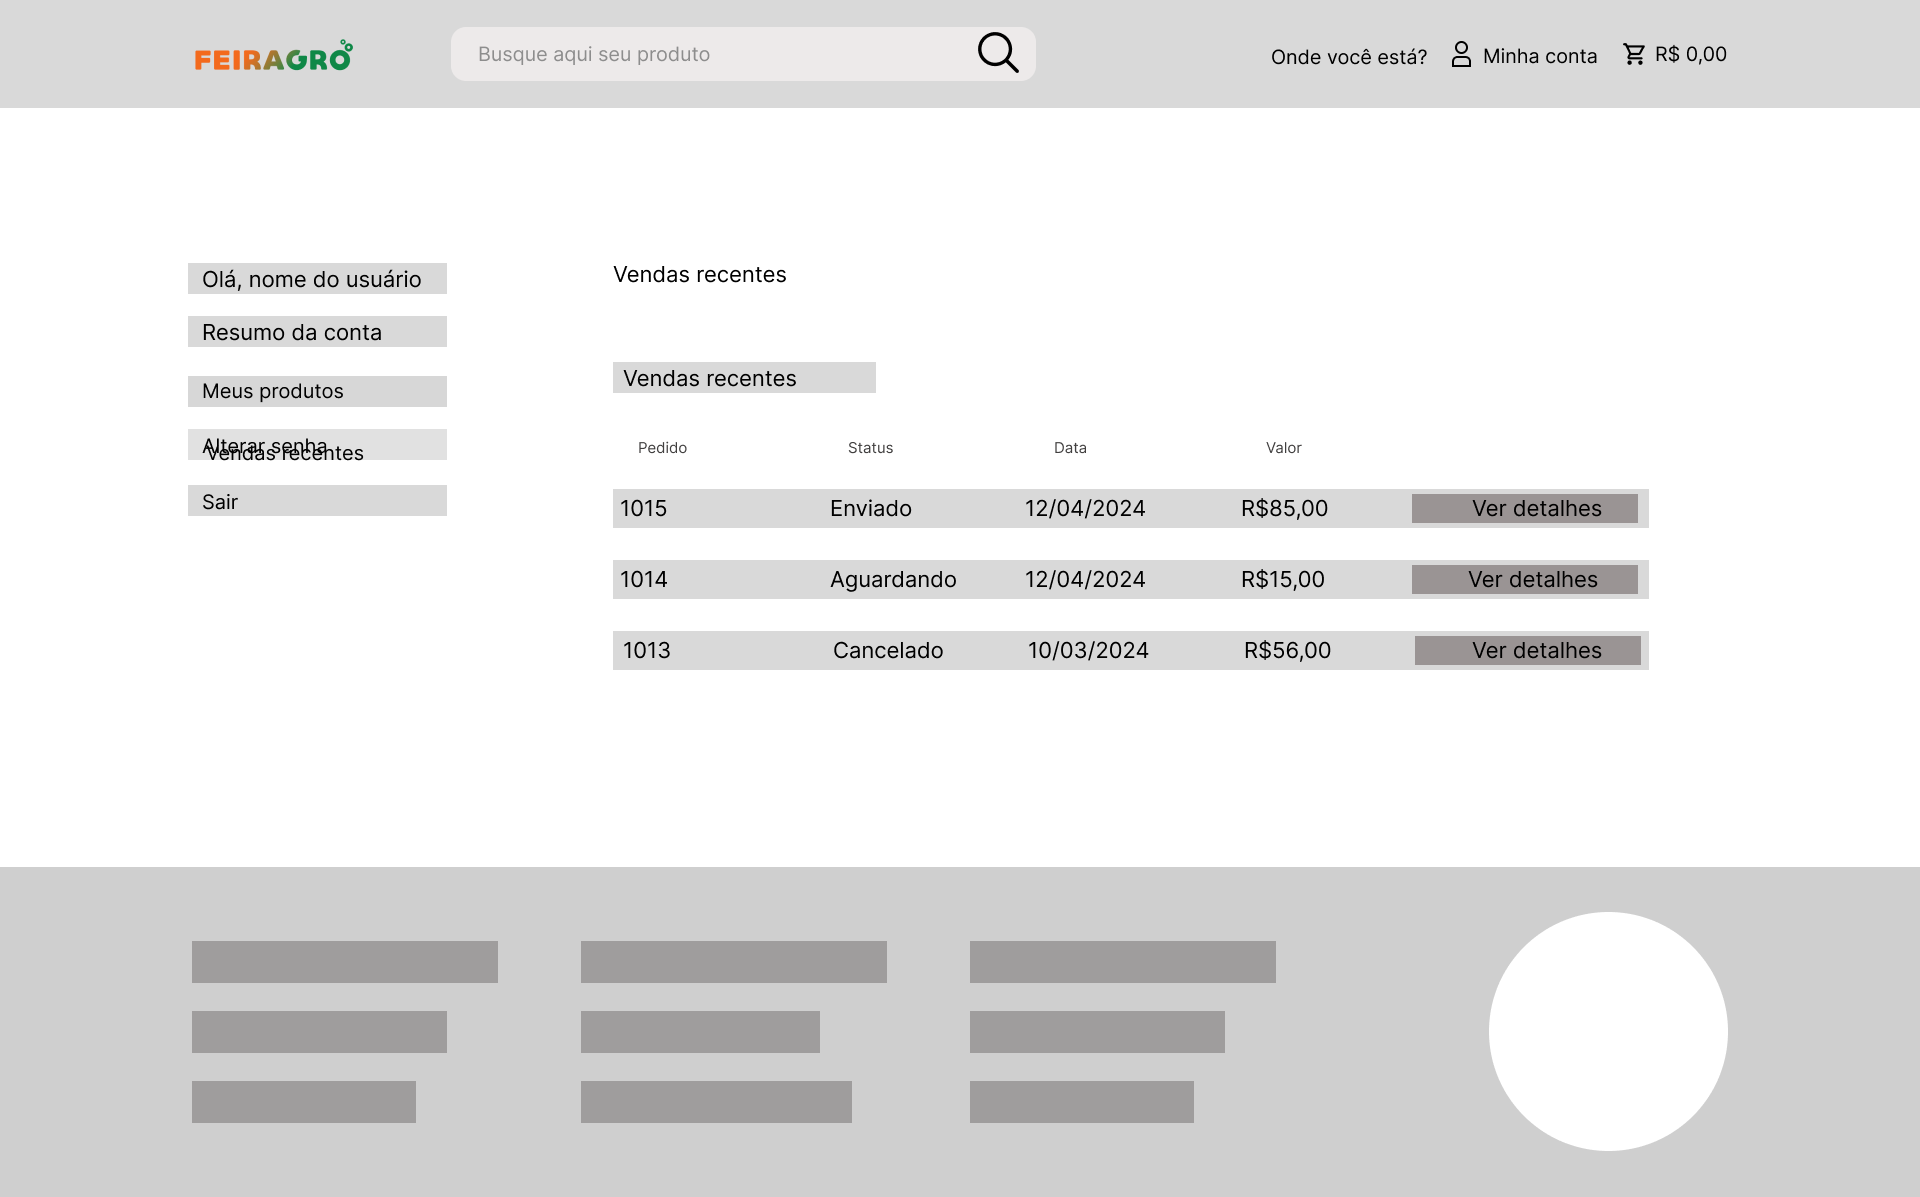 FEIRAGRO
Busque aqui seu produto
Onde você está?
Minha conta
R$ 0,00
Olá, nome do usuário
Resumo da conta
Meus produtos
Alterar senha
Vendas recentes
Sair
Vendas recentes
Vendas recentes
Pedido Status Data Valor
1015 Enviado 12/04/2024 R$85,00 Ver detalhes
1014 Aguardando 12/04/2024 R$15,00 Ver detalhes
1013 Cancelado 10/03/2024 R$56,00 Ver detalhes